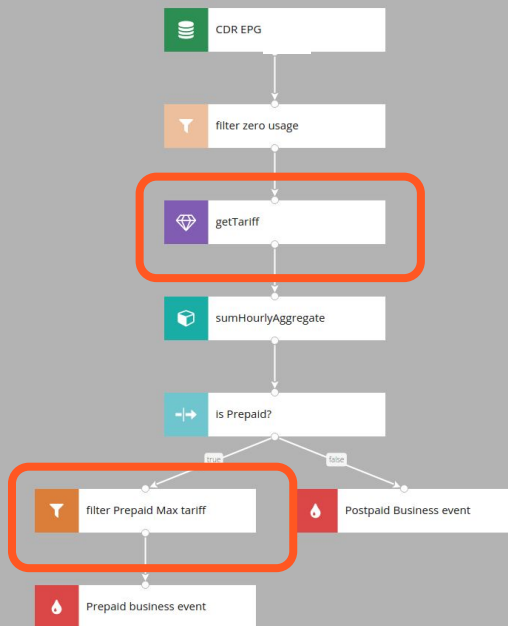 CDR EPG
filter zero usage
getTariff
sumHourlyAggregate
is Prepaid?
true
false
filter Prepaid Max tariff
Postpaid Business event
Prepaid business event